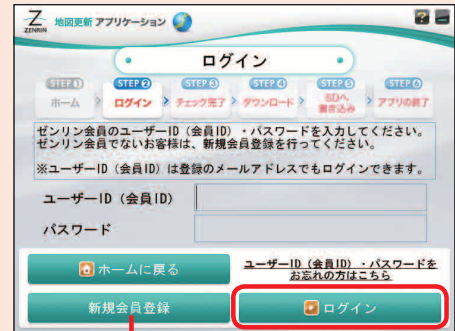 Z ZENRIN 地図更新 アプリケーション ? −
ログイン
STEP① STEP② STEP③ STEP④ STEP⑤ STEP⑥
ホーム > ログイン > チェック完了 > ダウンロード > SDへ書き込み > アプリの終了
ゼンリン会員のユーザーID（会員ID）・パスワードを入力してください。
ゼンリン会員でないお客様は、新規会員登録を行ってください。
※ユーザーID（会員ID）は登録のメールアドレスでもログインできます。
ユーザーID（会員ID）
パスワード
ホームに戻る
ユーザーID（会員ID）・パスワードを
お忘れの方はこちら
新規会員登録
ログイン